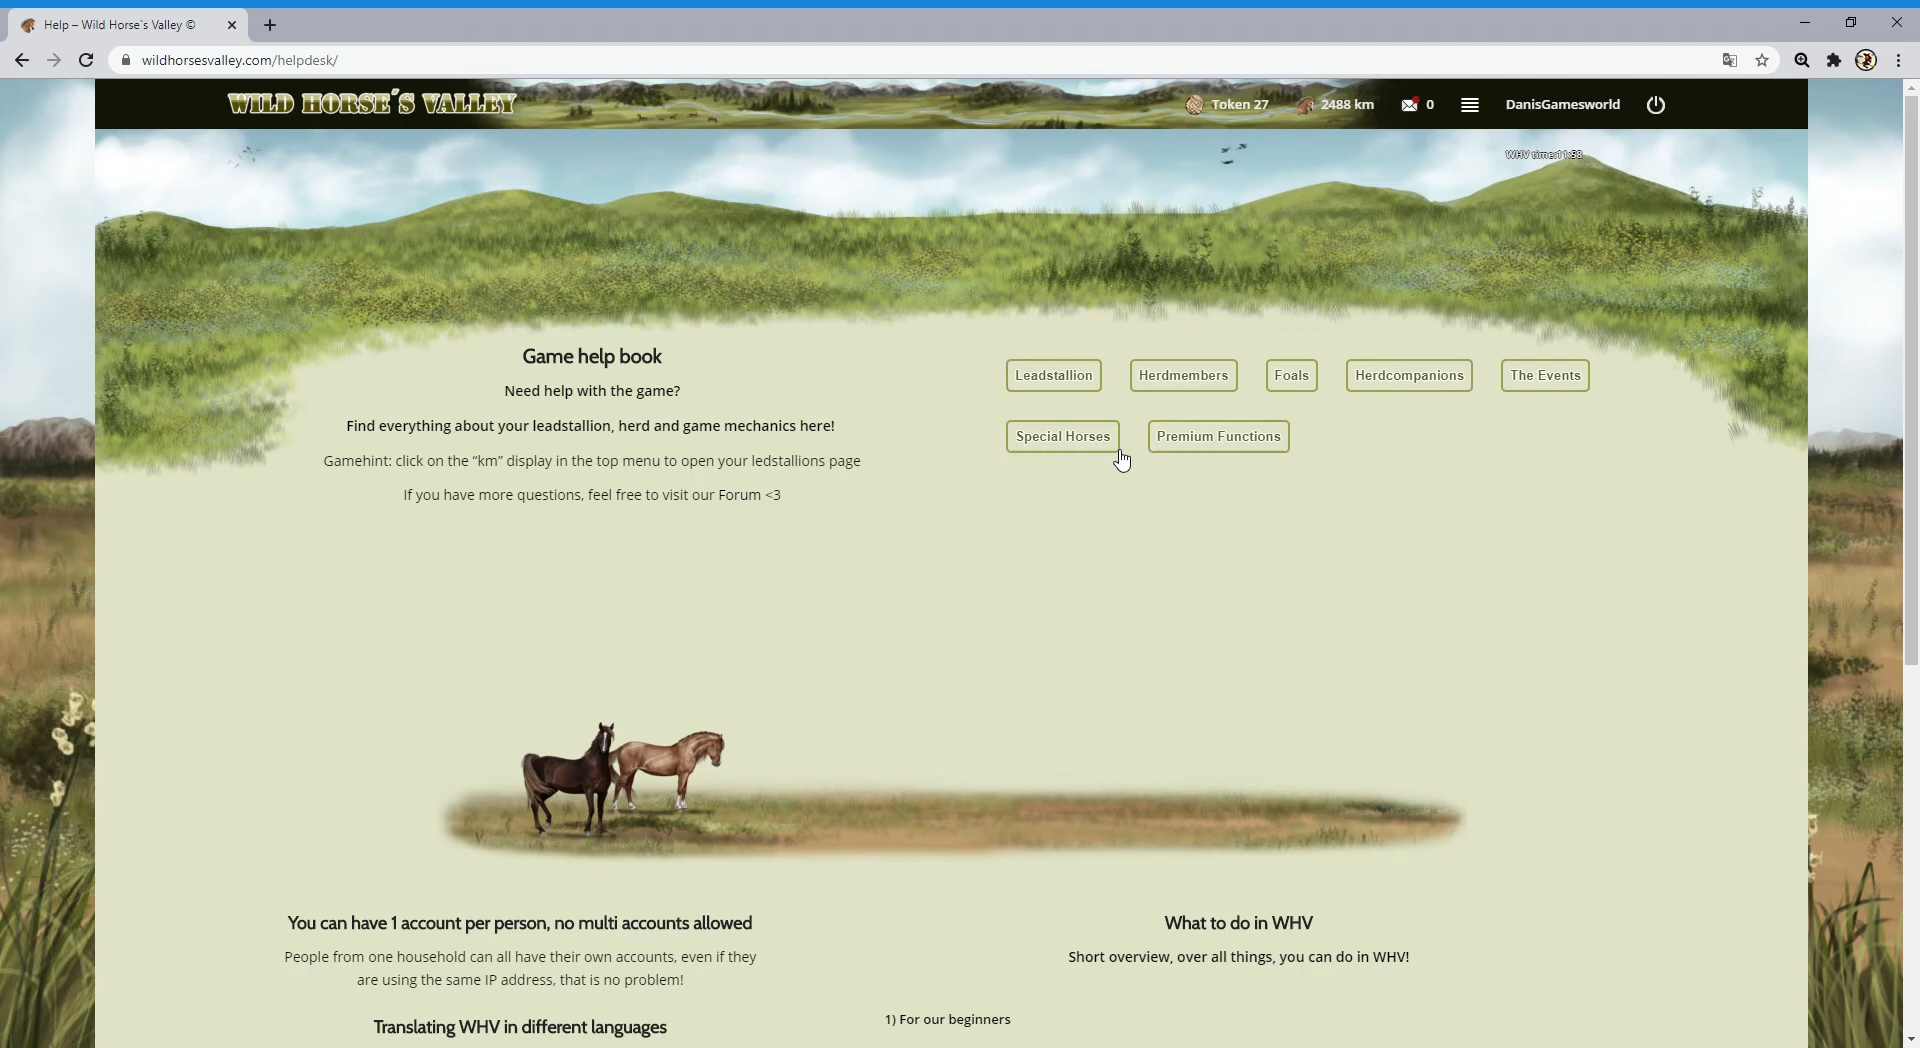 Help – Wild Horse`s Valley ©
wildhorsesvalley.com/helpdesk/
WILD HORSE´S VALLEY
Token 27
2488 km
0
DanisGamesworld
WHV time:11:58
Game help book
Need help with the game?
Find everything about your leadstallion, herd and game mechanics here!
Gamehint: click on the “km” display in the top menu to open your ledstallions page
If you have more questions, feel free to visit our Forum <3
Leadstallion
Herdmembers
Foals
Herdcompanions
The Events
Special Horses
Premium Functions
You can have 1 account per person, no multi accounts allowed
People from one household can all have their own accounts, even if they
are using the same IP address, that is no problem!
Translating WHV in different languages
What to do in WHV
Short overview, over all things, you can do in WHV!
1) For our beginners